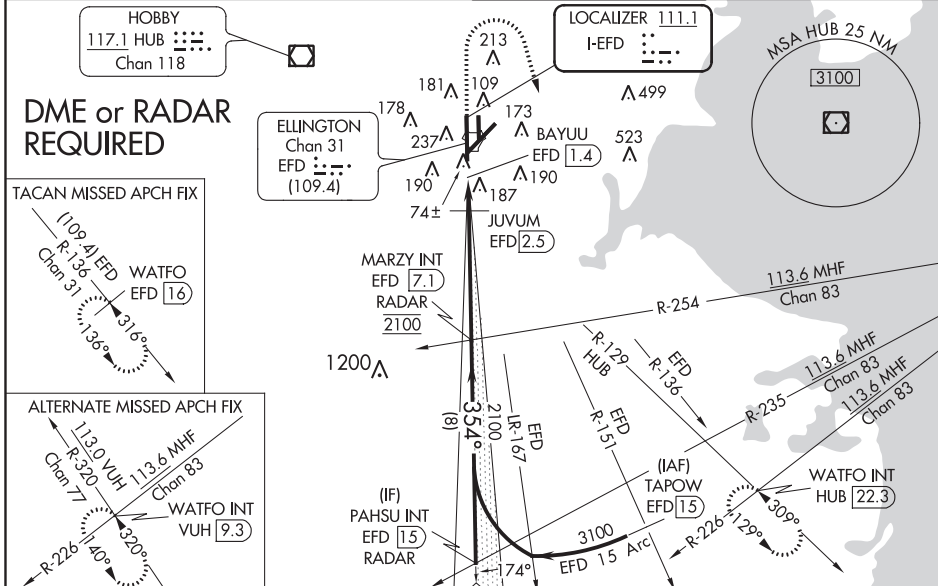 HOBBY
117.1 HUB
Chan 118
DME or RADAR
REQUIRED
LOCALIZER 111.1
I-EFD
MSA HUB 25 NM
3100
ELLINGTON
Chan 31
EFD
(109.4)
213
181
109
178
237
173
190
187
190
499
523
74±
BAYUU
EFD 1.4
JUVUM
EFD 2.5
MARZY INT
EFD 7.1
RADAR
2100
1200
TACAN MISSED APCH FIX
(109.4) EFD
R-136
Chan 31
WATFO
EFD 16
316°
136°
ALTERNATE MISSED APCH FIX
113.0 VUH
R-320
Chan 77
113.6 MHF
Chan 83
WATFO INT
VUH 9.3
R-226
140°
320°
113.6 MHF
Chan 83
R-254
R-129
HUB
EFD
R-136
EFD
R-151
113.6 MHF
Chan 83
R-235
113.6 MHF
Chan 83
354°
(8)
2100
LR-167
EFD
(IAF)
TAPOW
EFD 15
(IF)
PAHSU INT
EFD 15
RADAR
3100
EFD 15 Arc
174°
WATFO INT
HUB 22.3
R-226
129°
309°